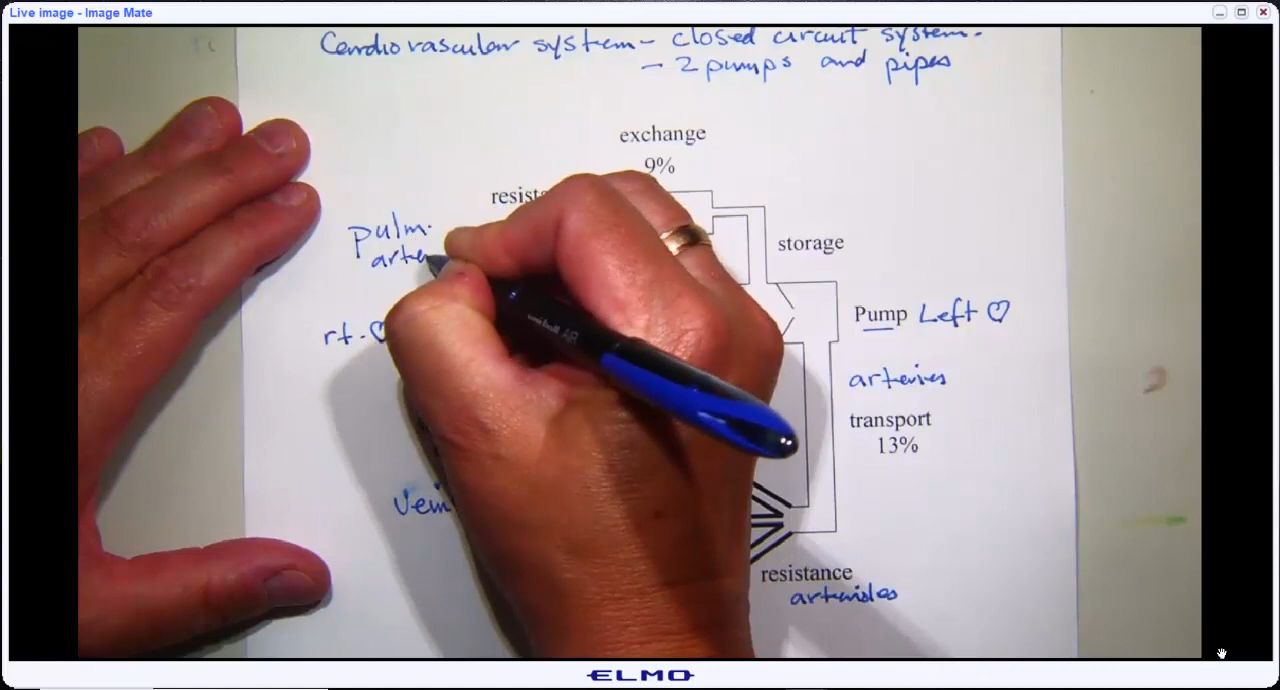 Live image - Image Mate
Cardiovascular system - closed circuit system.
- 2 pumps and pipes
exchange
9%
pulm.
storage
rt. ♡
Pump Left ♡
arteries
transport
13%
resistance
arterioles
ELMO